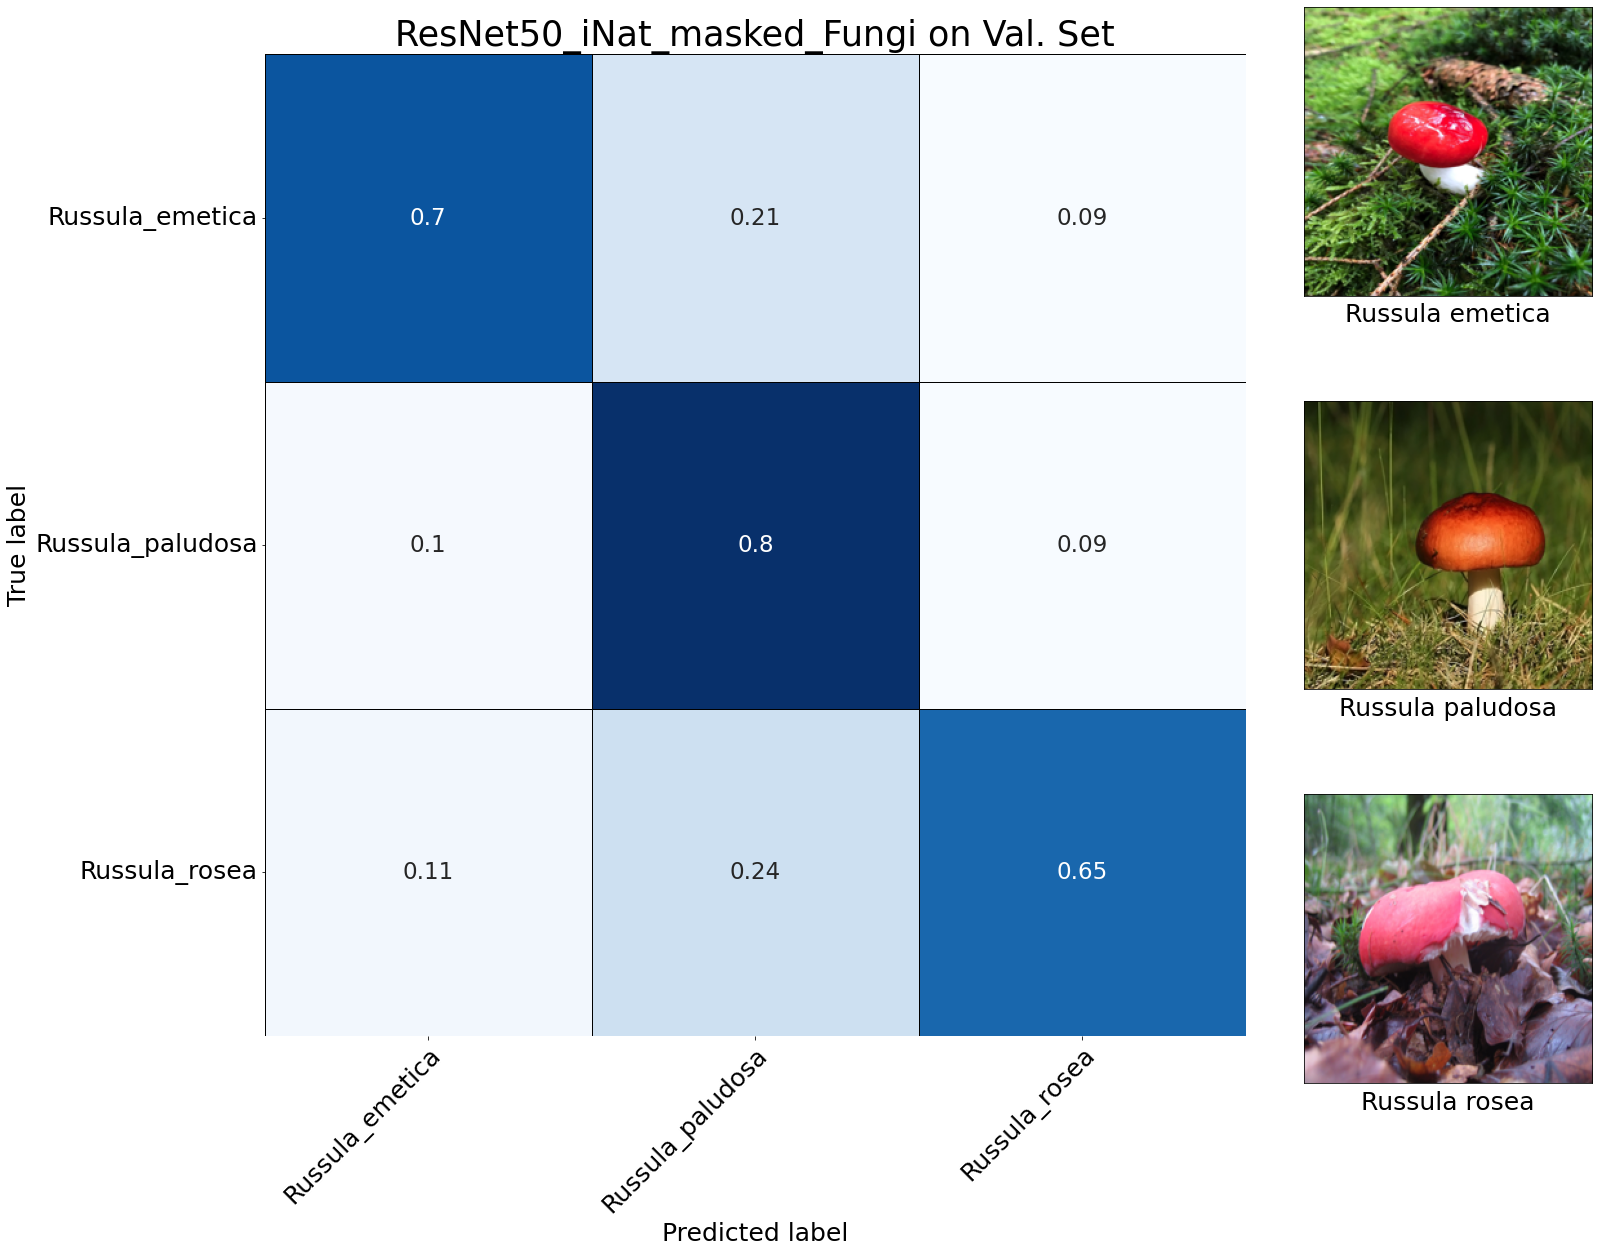 ResNet50_iNat_masked_Fungi on Val. Set
True label
Russula_emetica
0.7 0.21 0.09
Russula_paludosa
0.1 0.8 0.09
Russula_rosea
0.11 0.24 0.65
Russula_emetica
Russula_paludosa
Russula_rosea
Predicted label
Russula emetica
Russula paludosa
Russula rosea